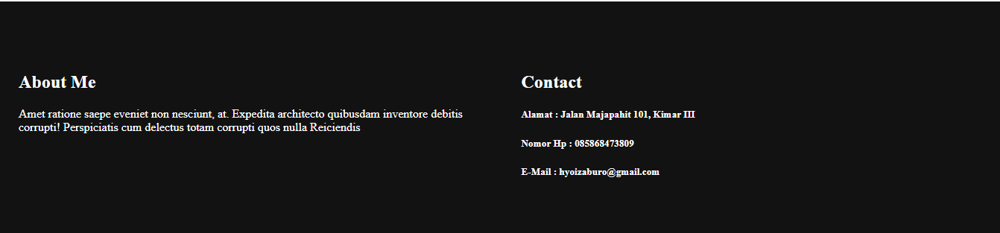 About Me
Amet ratione saepe eveniet non nesciunt, at. Expedita architecto quibusdam inventore debitis
corrupti! Perspiciatis cum delectus totam corrupti quos nulla Reiciendis
Contact
Alamat : Jalan Majapahit 101, Kimar III
Nomor Hp : 085868473809
E-Mail : hyoizaburo@gmail.com